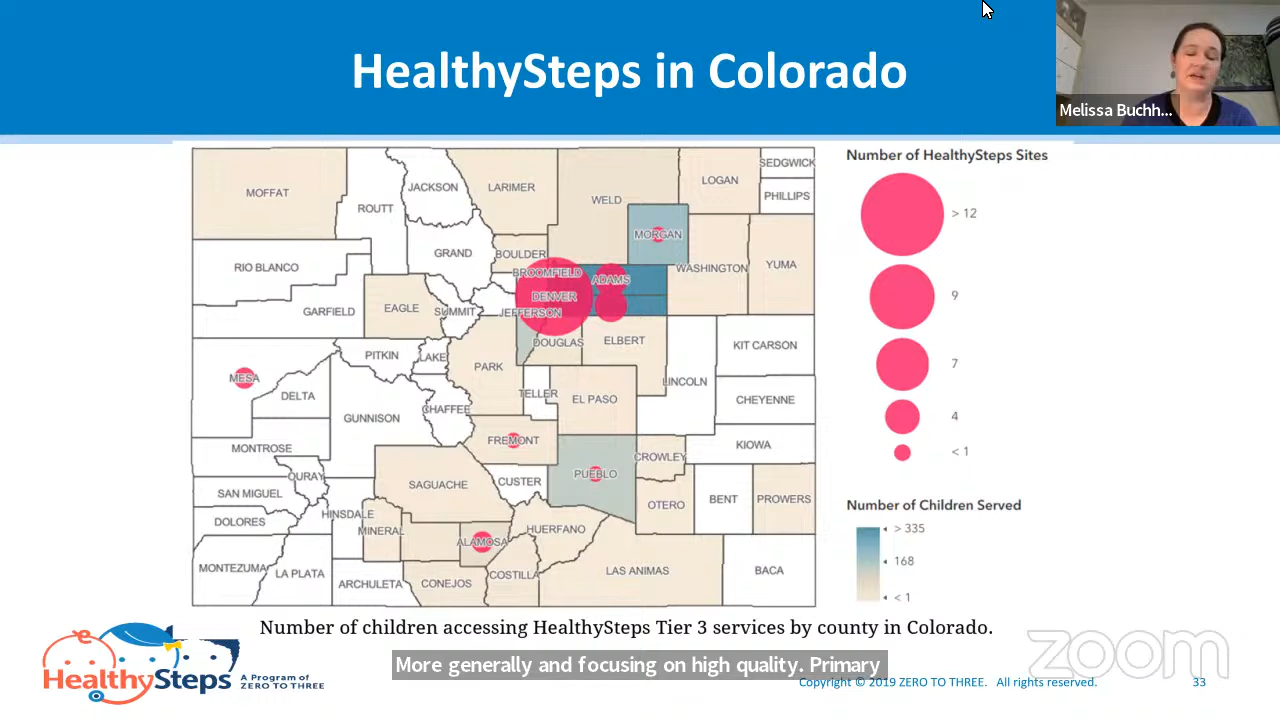 HealthySteps in Colorado
Melissa Buchh...
Number of HealthySteps Sites
> 12
9
7
4
< 1
Number of Children Served
> 335
168
< 1
MOFFAT
ROUTT
JACKSON
LARIMER
WELD
LOGAN
SEDGWICK
PHILLIPS
MORGAN
GRAND
BOULDER
RIO BLANCO
BROOMFIELD
ADAMS
WASHINGTON
YUMA
DENVER
GARFIELD
EAGLE
SUMMIT
JEFFERSON
DOUGLAS
ELBERT
KIT CARSON
PITKIN
LAKE
PARK
MESA
LINCOLN
DELTA
TELLER
EL PASO
CHEYENNE
GUNNISON
CHAFFEE
MONTROSE
FREMONT
KIOWA
CROWLEY
OURAY
PUEBLO
SAN MIGUEL
SAGUACHE
CUSTER
OTERO
BENT
PROWERS
DOLORES
HINSDALE
MINERAL
HUERFANO
ALAMOSA
MONTEZUMA
LA PLATA
ARCHULETA
CONEJOS
COSTILLA
LAS ANIMAS
BACA
Number of children accessing HealthySteps Tier 3 services by county in Colorado.
More generally and focusing on high quality. Primary
HealthySteps
A Program of
ZERO TO THREE
Copyright © 2019 ZERO TO THREE. All rights reserved.
33
zoom